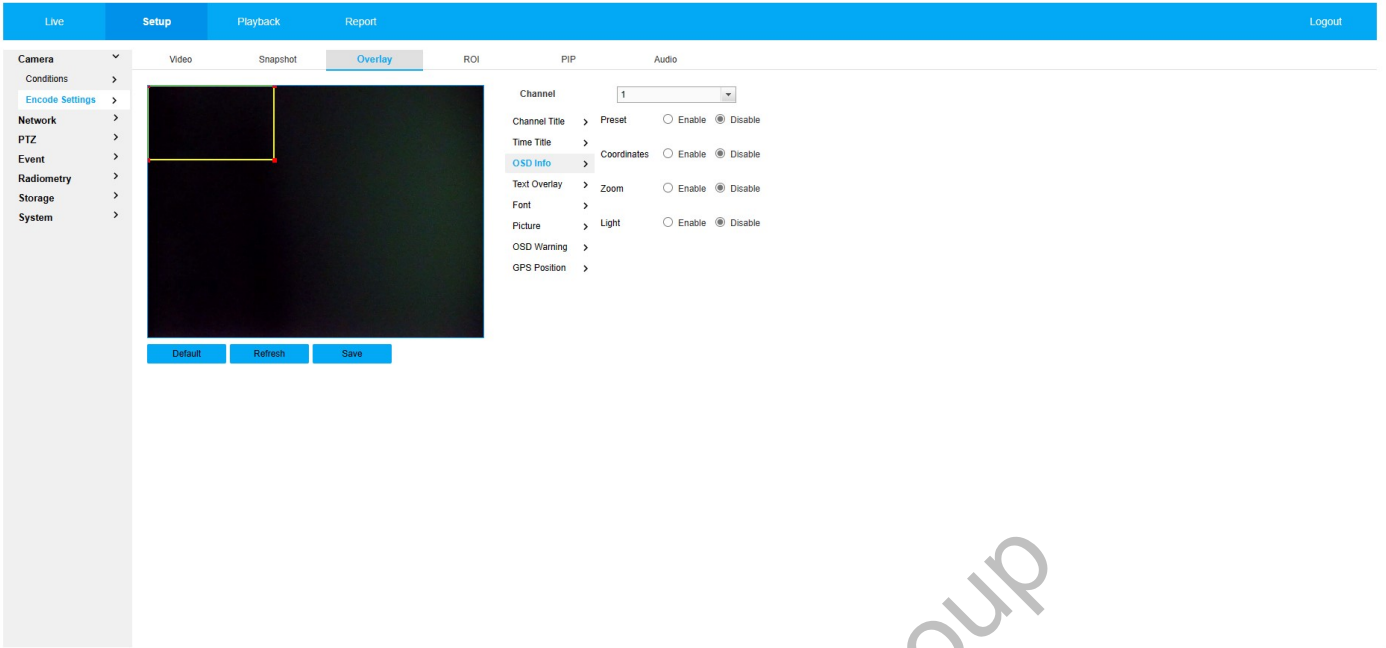 Live Setup Playback Report Logout
Camera
Conditions
Encode Settings
Network
PTZ
Event
Radiometry
Storage
System
Video Snapshot Overlay ROI PIP Audio
Channel 1
Channel Title
Time Title
OSD Info
Text Overlay
Font
Picture
OSD Warning
GPS Position
Preset Enable Disable
Coordinates Enable Disable
Zoom Enable Disable
Light Enable Disable
Default Refresh Save